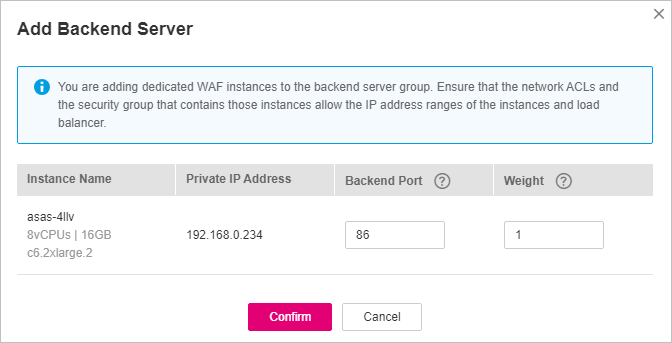 Add Backend Server
You are adding dedicated WAF instances to the backend server group. Ensure that the network ACLs and
the security group that contains those instances allow the IP address ranges of the instances and load
balancer.
Instance Name Private IP Address Backend Port ? Weight ?
asas-4llv
8vCPUs | 16GB 192.168.0.234 86 1
c6.2xlarge.2
Confirm Cancel